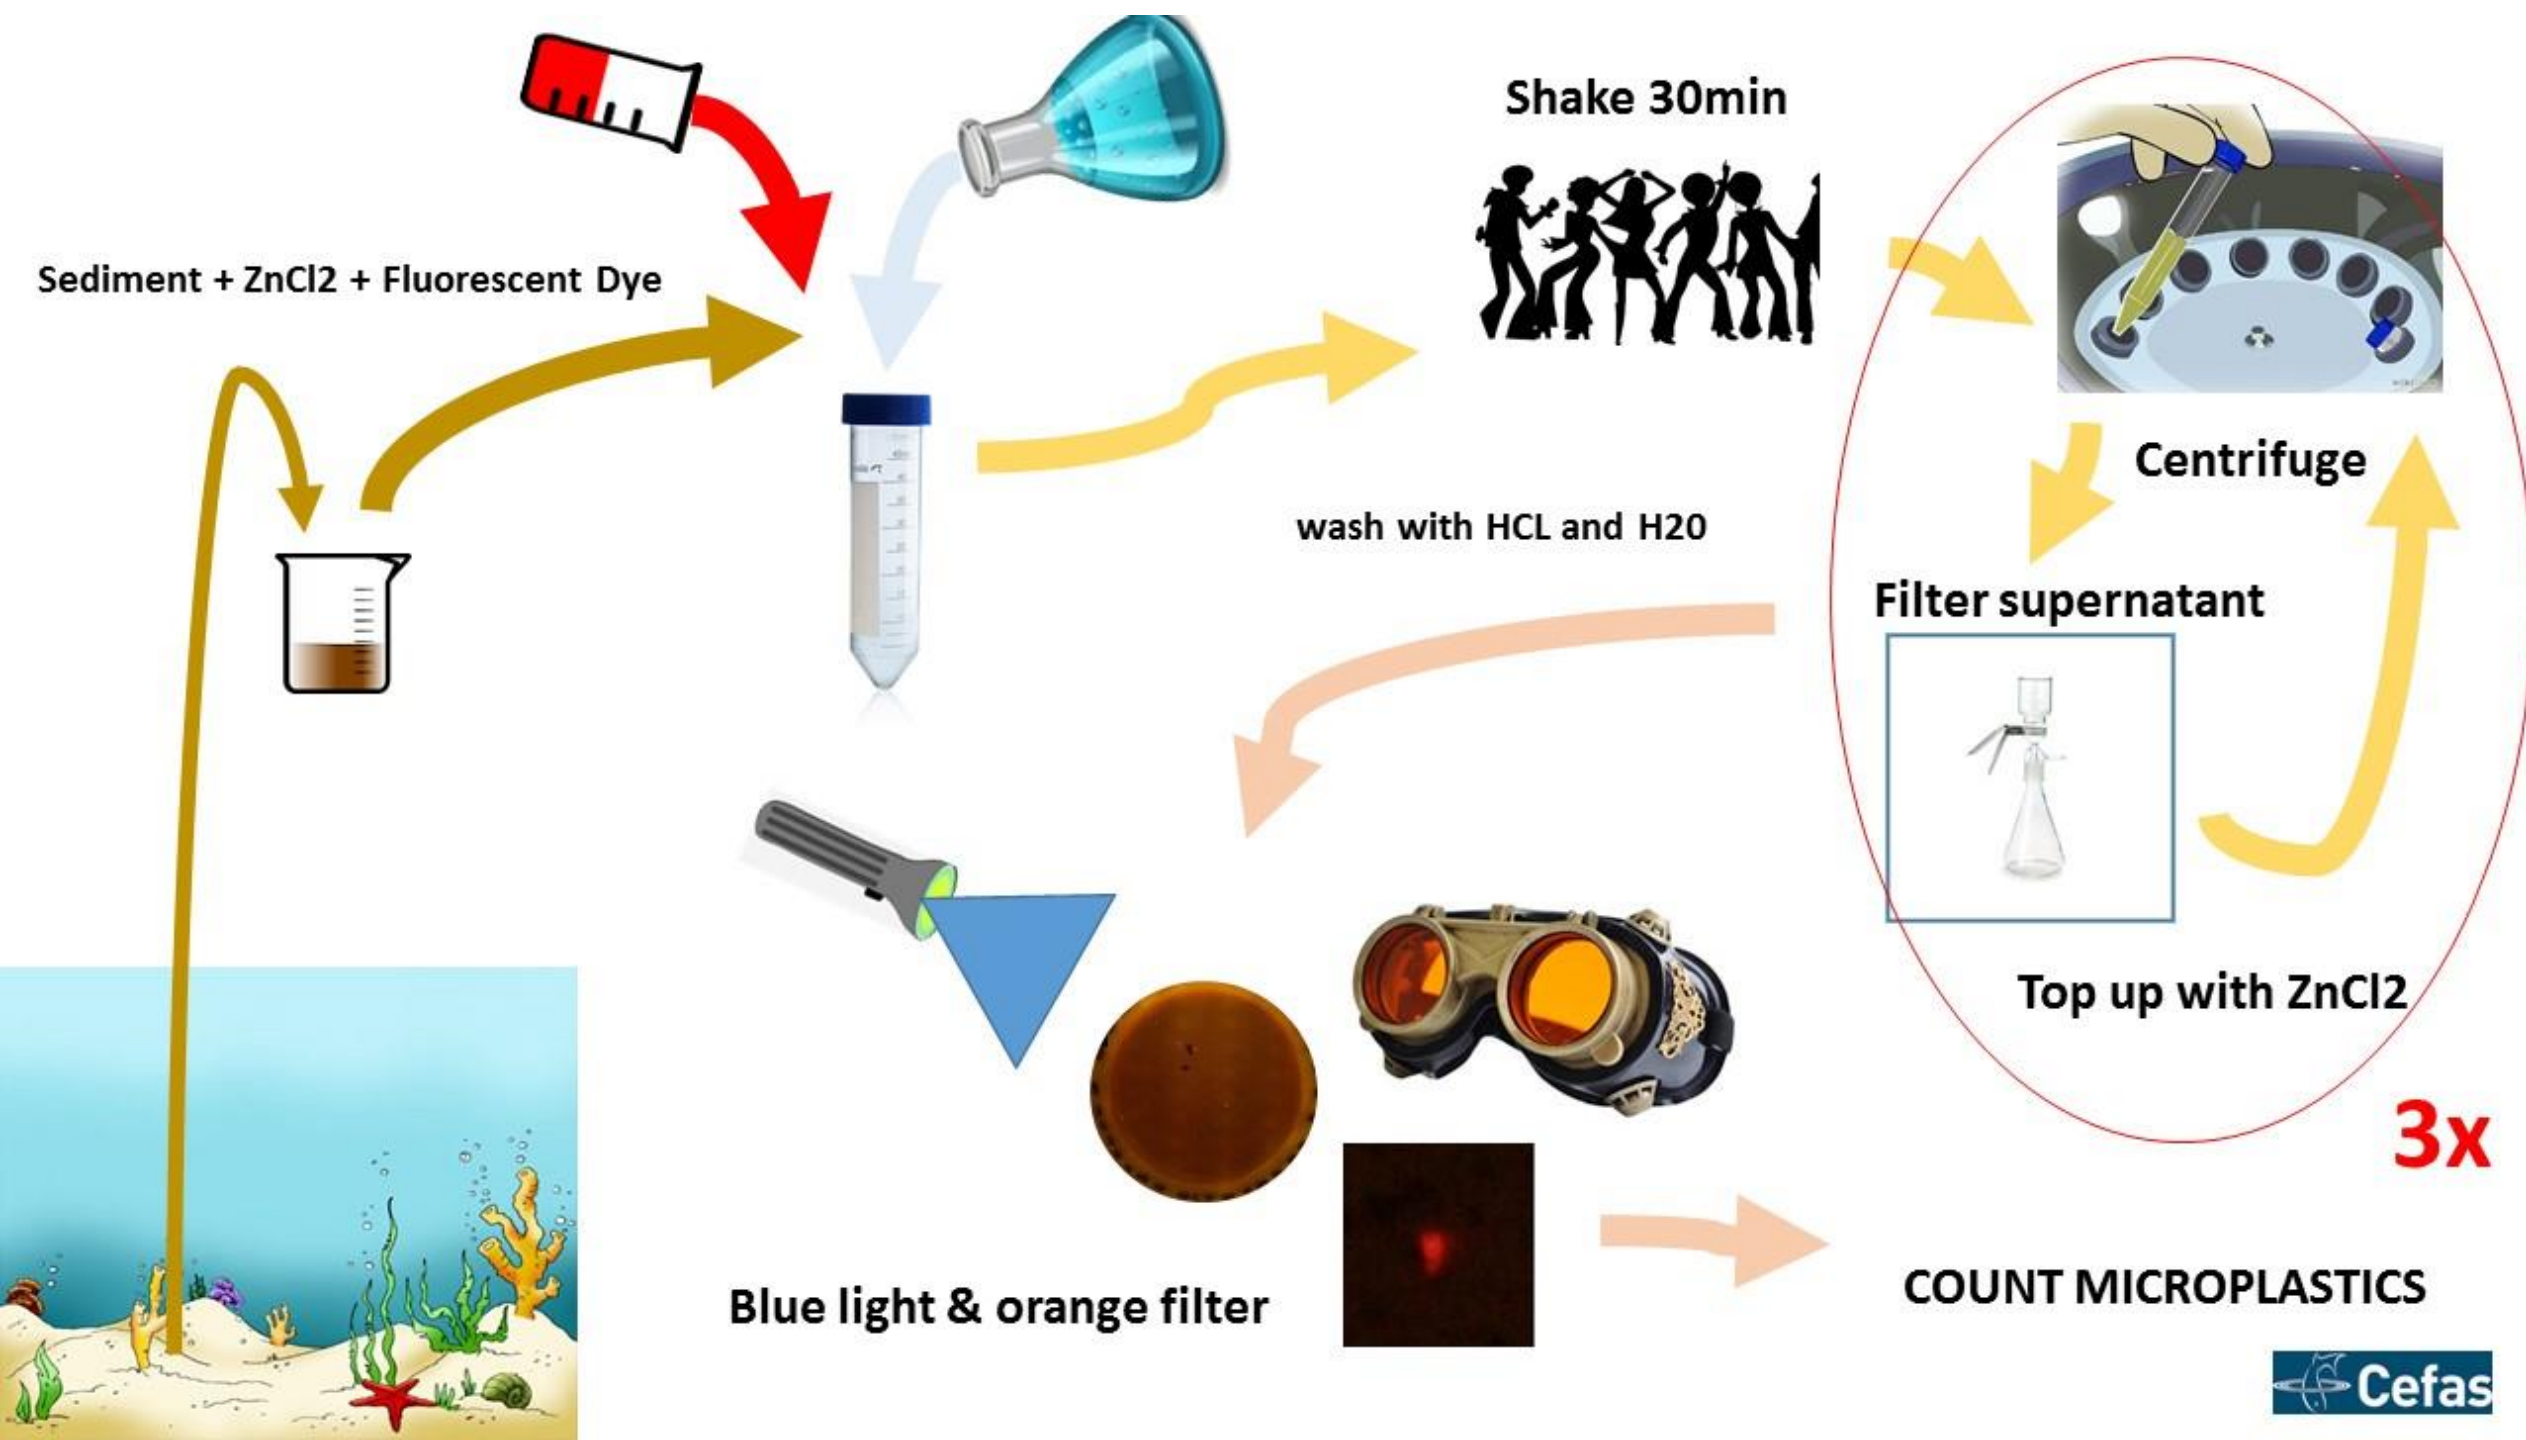 Shake 30min
Sediment + ZnCl2 + Fluorescent Dye
Centrifuge
wash with HCL and H20
Filter supernatant
Top up with ZnCl2
3x
Blue light & orange filter
COUNT MICROPLASTICS
Cefas